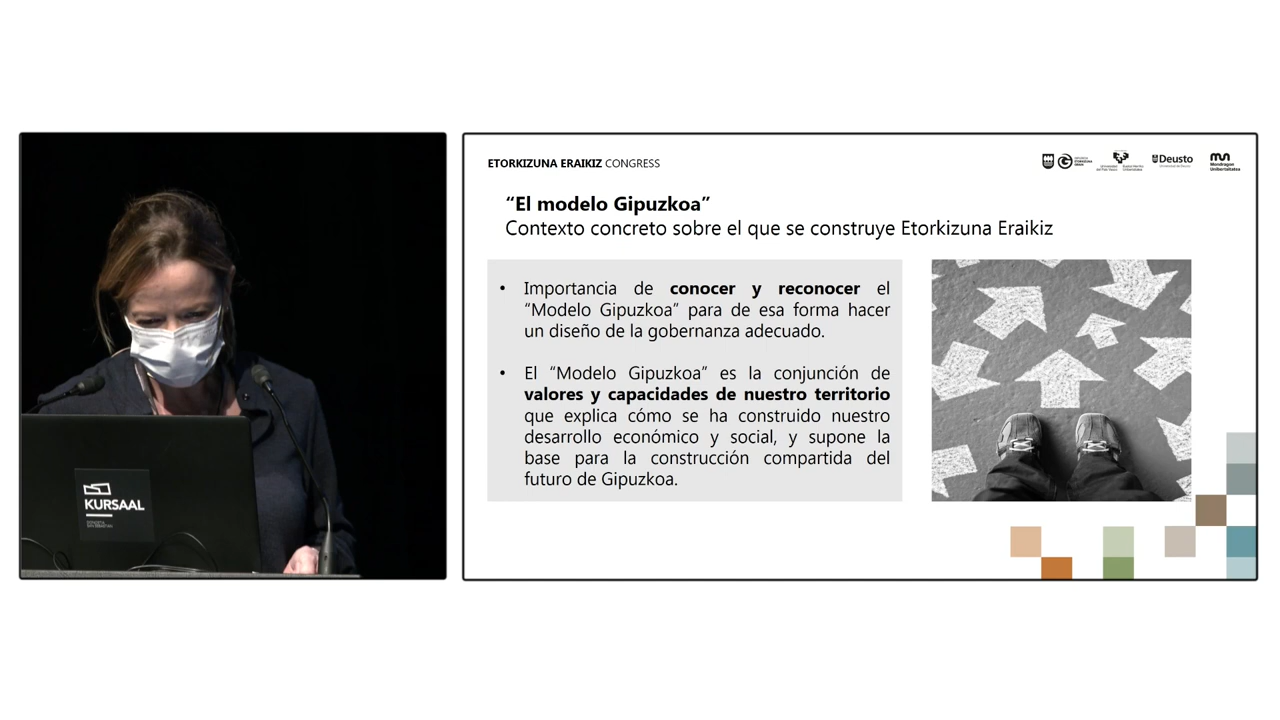 KURSAAL
ETORKIZUNA ERAIKIZ CONGRESS
Deusto
Mondragon
Unibertsitatea
“El modelo Gipuzkoa”
Contexto concreto sobre el que se construye Etorkizuna Eraikiz
• Importancia de conocer y reconocer el
“Modelo Gipuzkoa” para de esa forma hacer
un diseño de la gobernanza adecuado.
• El “Modelo Gipuzkoa” es la conjunción de
valores y capacidades de nuestro territorio
que explica cómo se ha construido nuestro
desarrollo económico y social, y supone la
base para la construcción compartida del
futuro de Gipuzkoa.